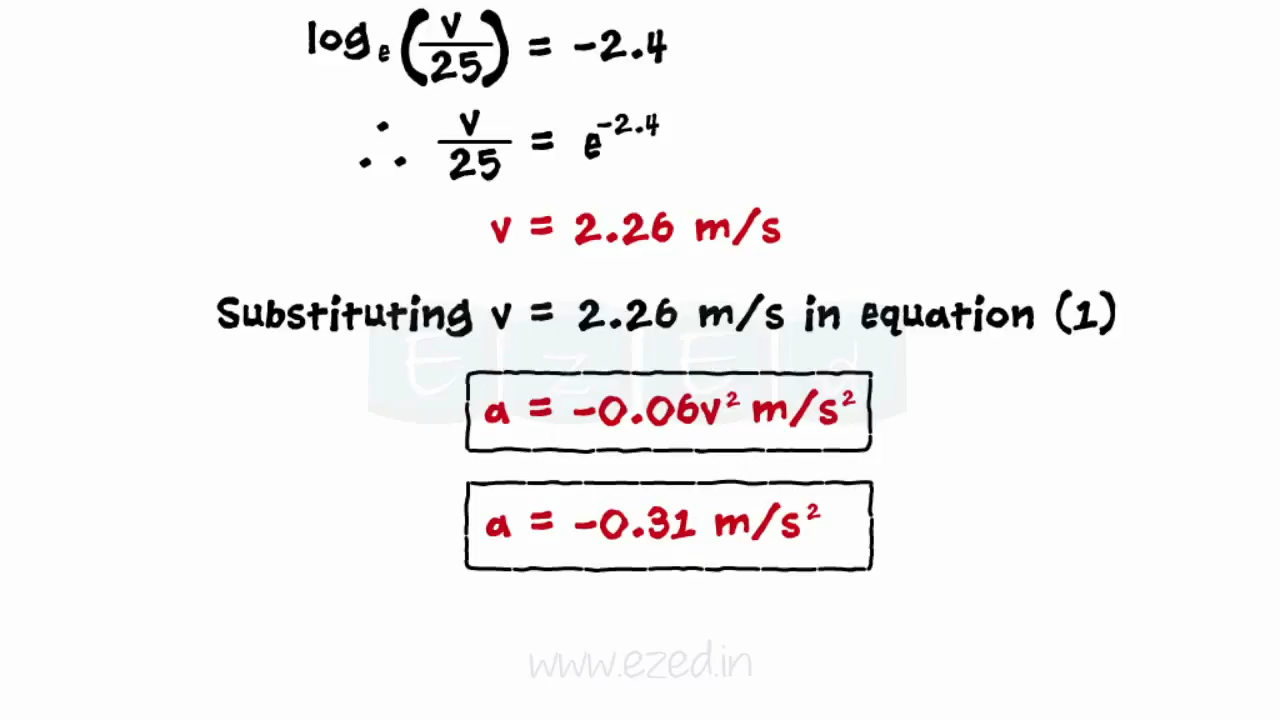 logₑ(v/25) = -2.4
∴ v/25 = e^-2.4
v = 2.26 m/s
Substituting v = 2.26 m/s in equation (1)
E z E d
a = -0.06v² m/s²
a = -0.31 m/s²
www.ezed.in